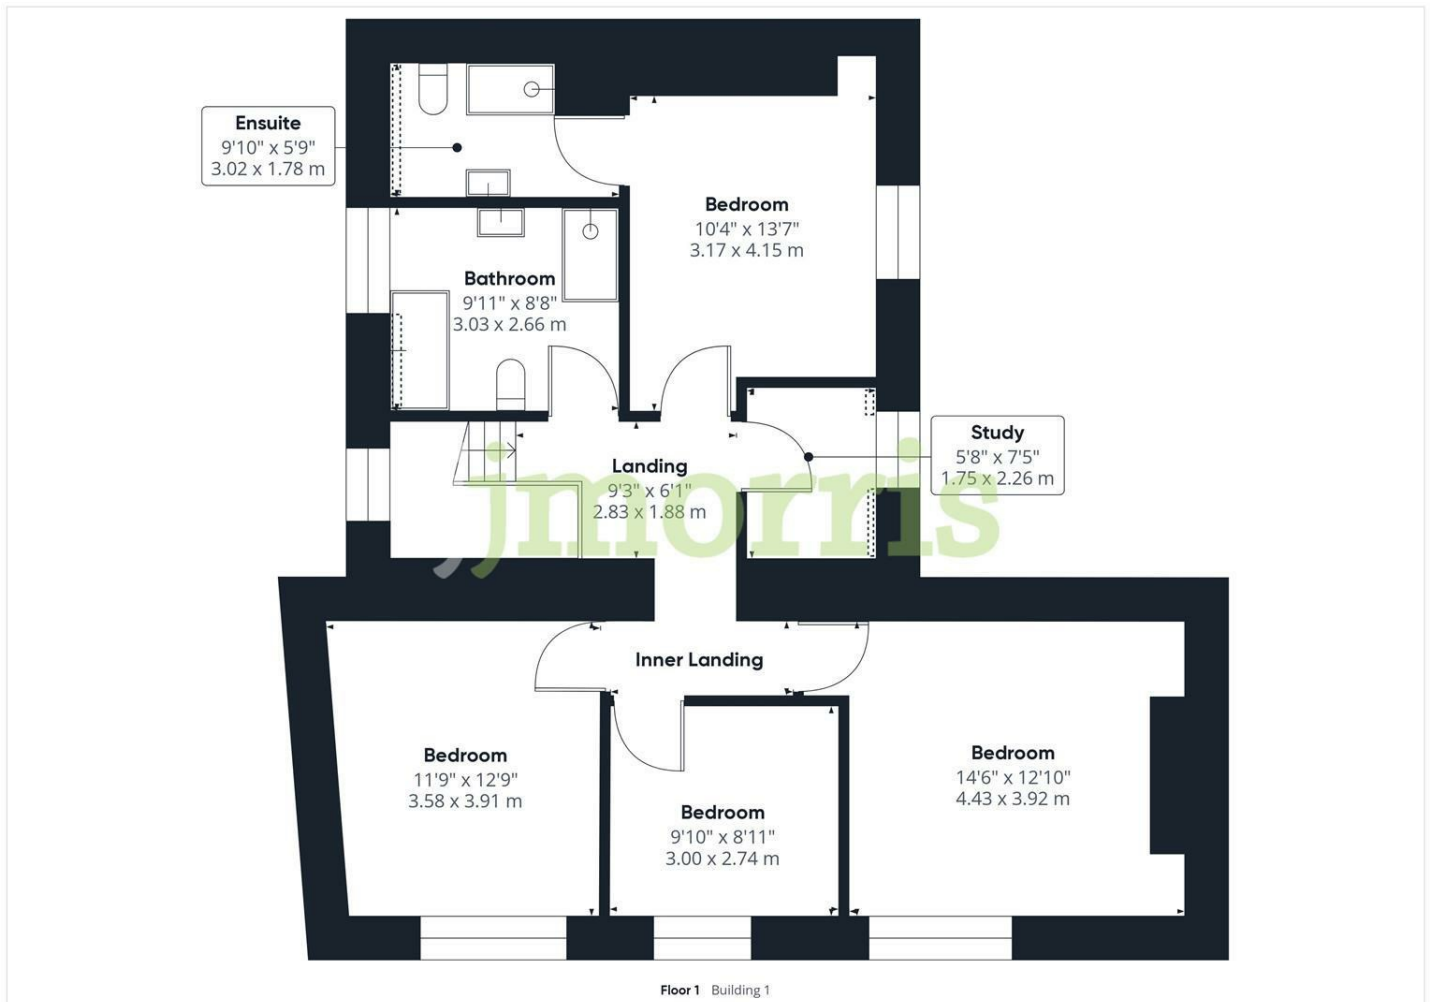 Ensuite
9'10" x 5'9"
3.02 x 1.78 m
Bedroom
10'4" x 13'7"
3.17 x 4.15 m
Bathroom
9'11" x 8'8"
3.03 x 2.66 m
Study
5'8" x 7'5"
1.75 x 2.26 m
Landing
9'3" x 6'1"
2.83 x 1.88 m
jjmorris
Inner Landing
Bedroom
11'9" x 12'9"
3.58 x 3.91 m
Bedroom
9'10" x 8'11"
3.00 x 2.74 m
Bedroom
14'6" x 12'10"
4.43 x 3.92 m
Floor 1 Building 1